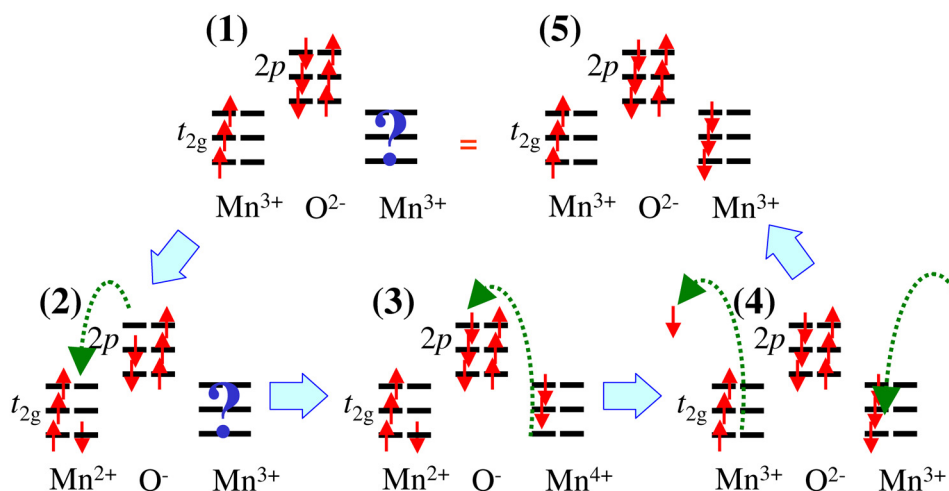 (1) (5)
2p 2p
t2g ? = t2g
Mn3+ O2- Mn3+ Mn3+ O2- Mn3+
(2) (3) (4)
2p 2p 2p
t2g ? t2g t2g
Mn2+ O- Mn3+ Mn2+ O- Mn4+ Mn3+ O2- Mn3+